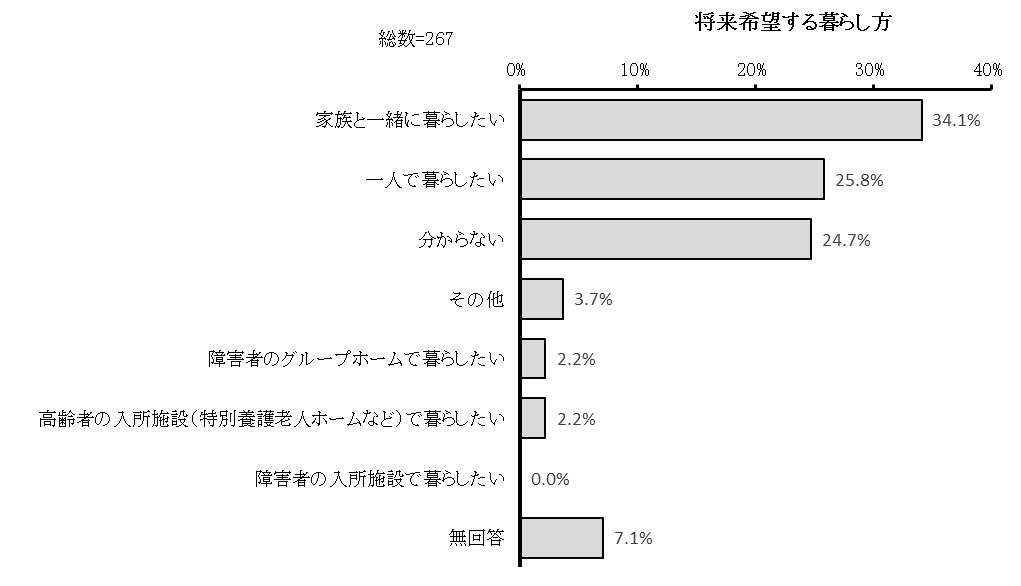 将来希望する暮らし方
総数=267
0% 10% 20% 30% 40%
家族と一緒に暮らしたい 34.1%
一人で暮らしたい 25.8%
分からない 24.7%
その他 3.7%
障害者のグループホームで暮らしたい 2.2%
高齢者の入所施設(特別養護老人ホームなど)で暮らしたい 2.2%
障害者の入所施設で暮らしたい 0.0%
無回答 7.1%